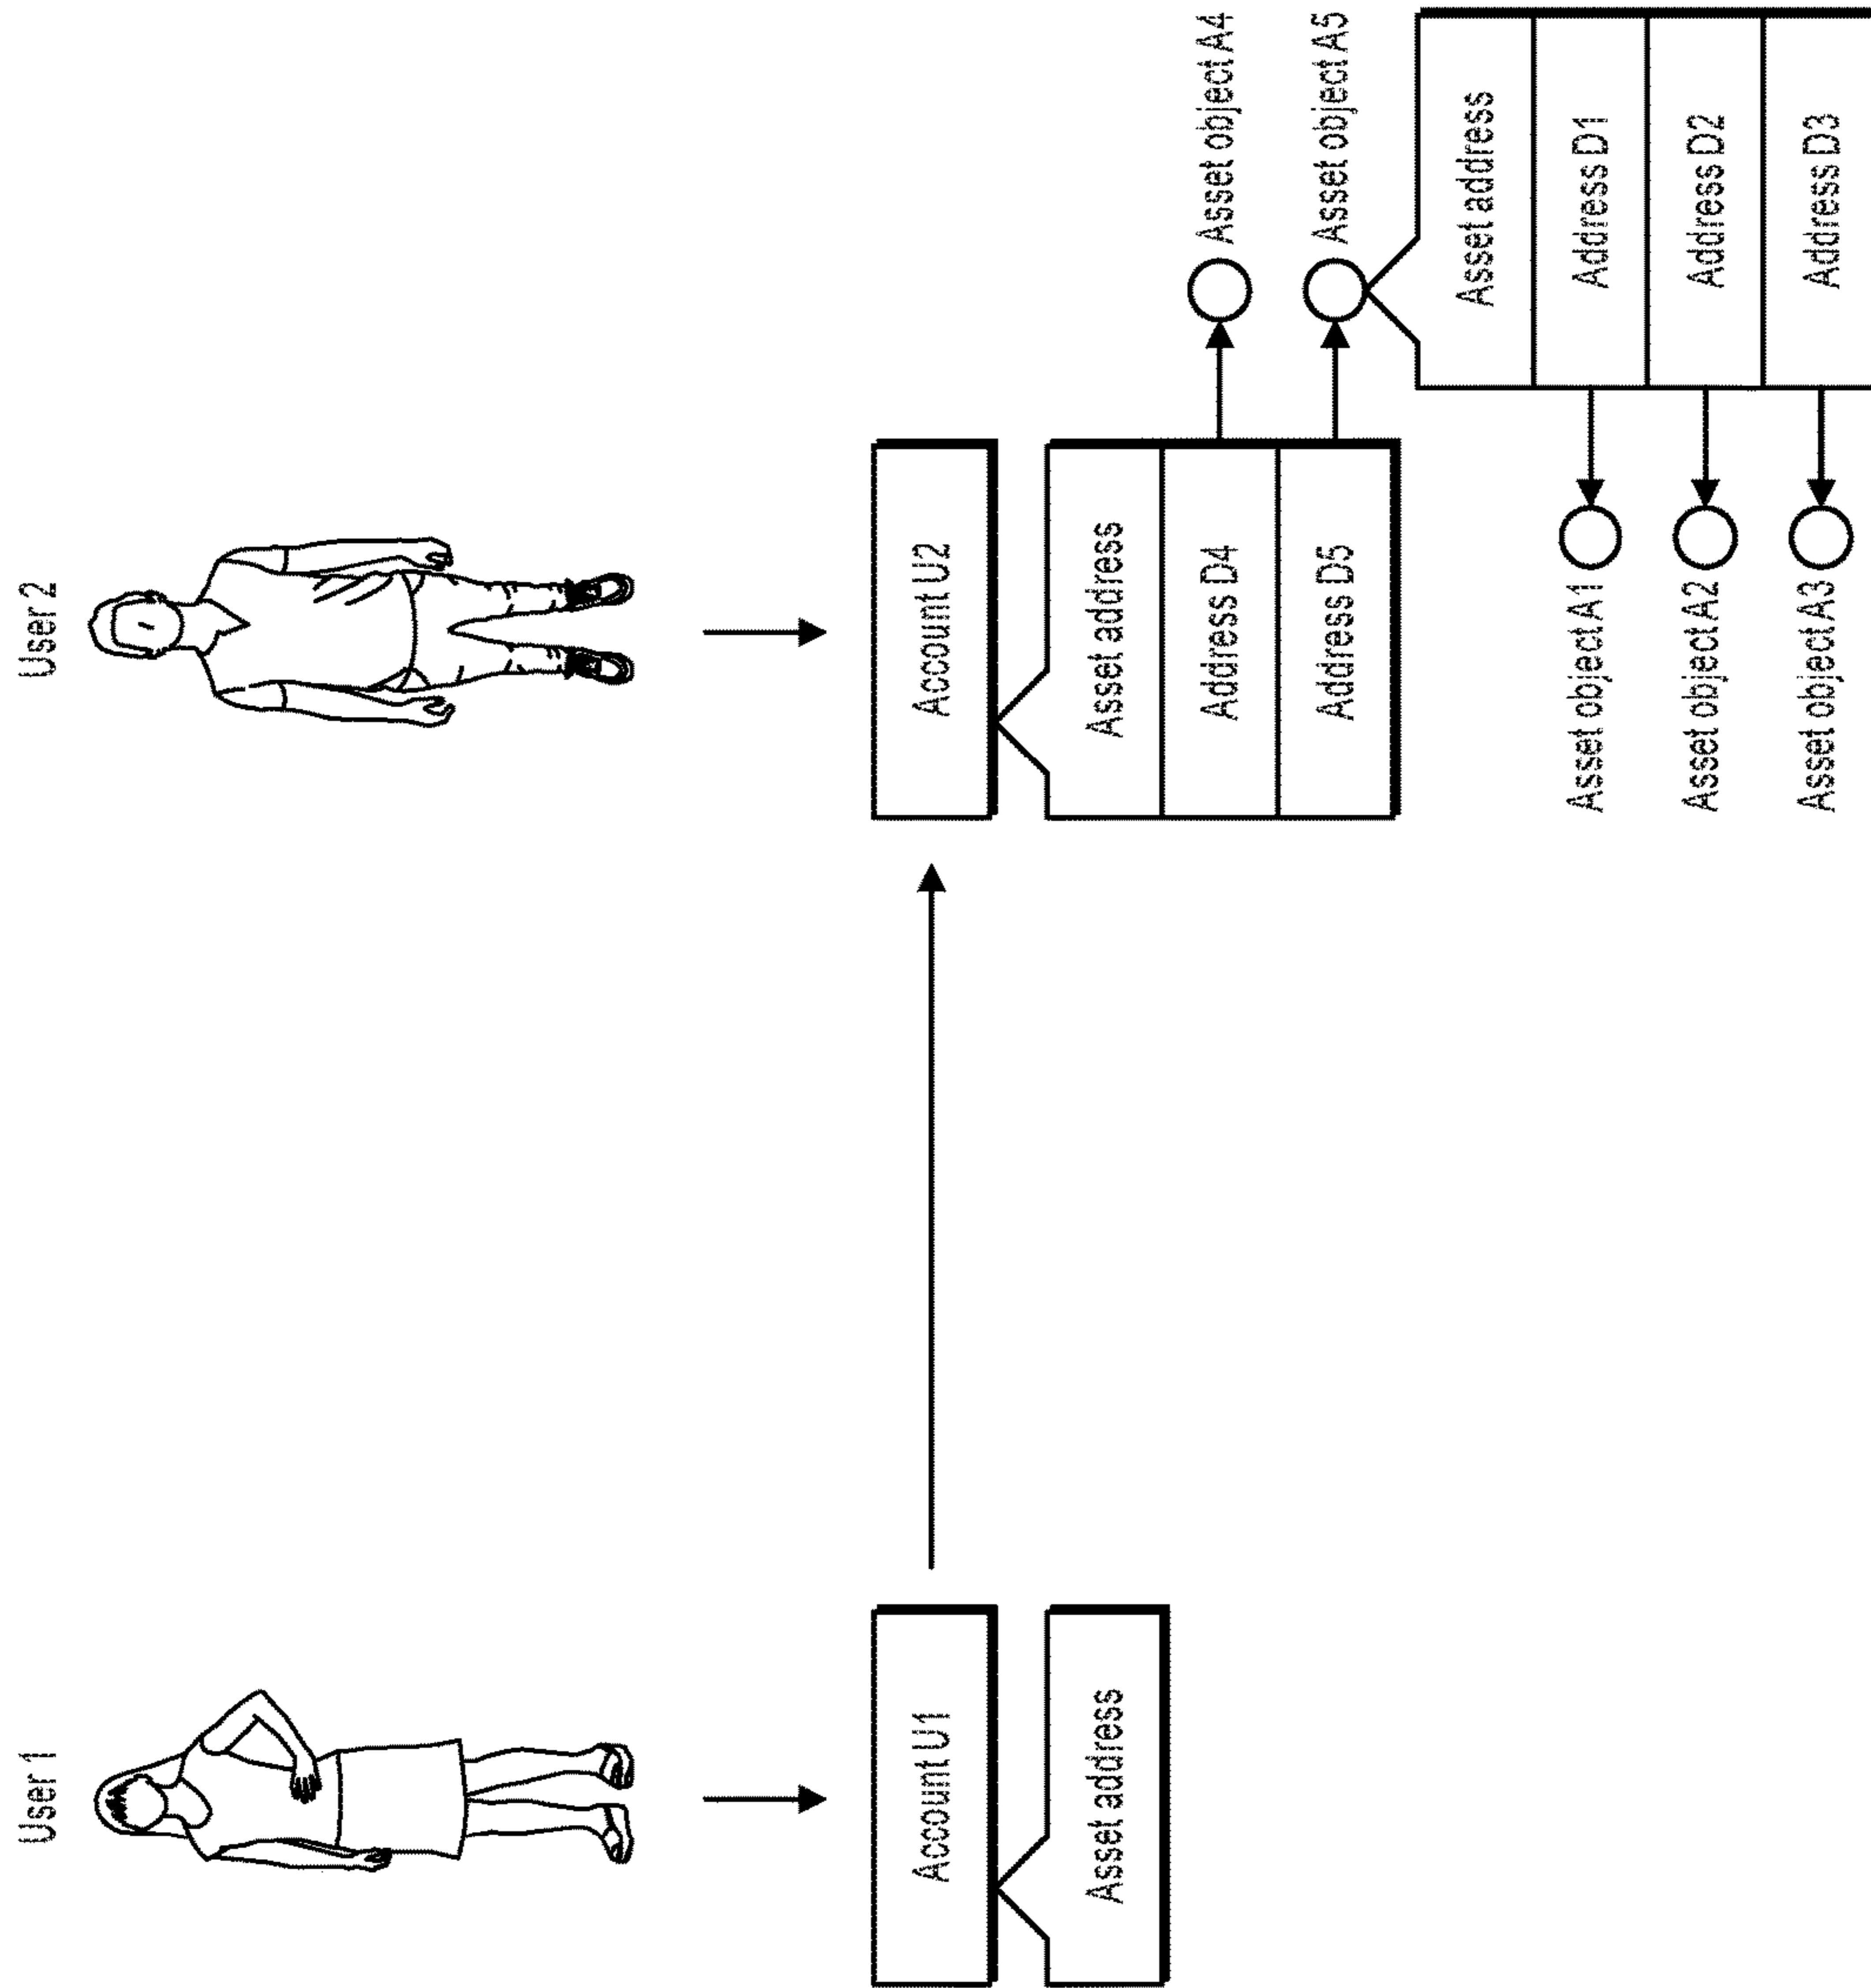 User 1
User 2
Account U1
Account U2
Asset address
Asset address
Address D4
Asset object A4
Address D5
Asset object A5
Asset address
Asset object A1
Address D1
Asset object A2
Address D2
Asset object A3
Address D3